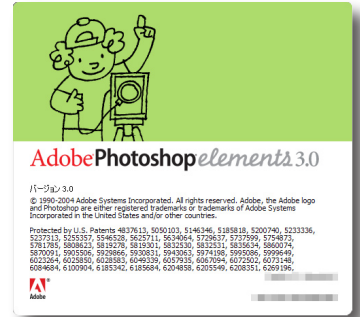 Adobe Photoshop elements 3.0
バージョン 3.0
© 1990-2004 Adobe Systems Incorporated. All rights reserved. Adobe, the Adobe logo
and Photoshop are either registered trademarks or trademarks of Adobe Systems
Incorporated in the United States and/or other countries.
Protected by U.S. Patents 4837613, 5050103, 5146346, 5185818, 5200740, 5233336,
5237313, 5255357, 5546528, 5625711, 5634064, 5729637, 5737599, 5754873,
5781785, 5808623, 5819278, 5819301, 5832530, 5832531, 5835634, 5860074,
5870091, 5905506, 5929866, 5930831, 5943063, 5974198, 5995086, 5999649,
6023264, 6025850, 6028583, 6049339, 6057935, 6067094, 6072502, 6073148,
6084684, 6100904, 6185342, 6185684, 6204858, 6205549, 6208351, 6269196,
Adobe